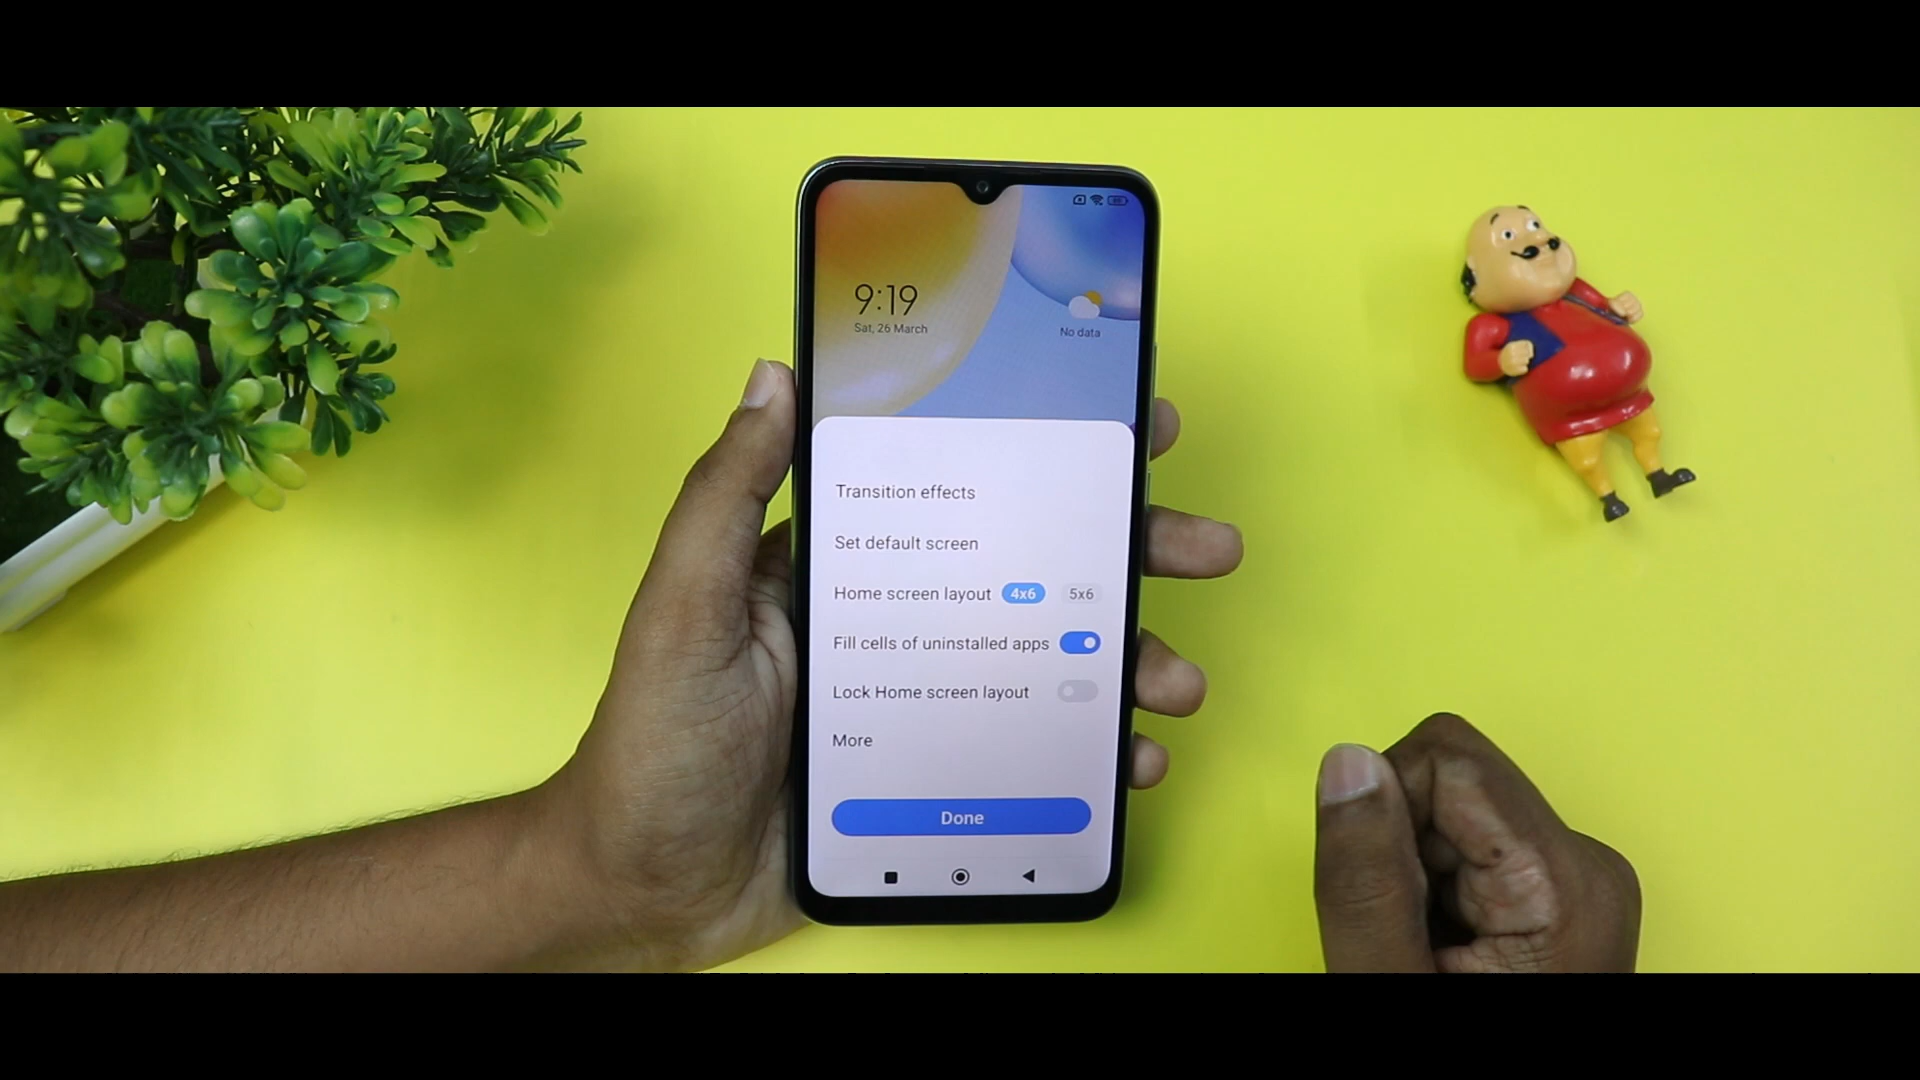 9:19
Sat, 26 March
No data
Transition effects
Set default screen
Home screen layout 4x6 5x6
Fill cells of uninstalled apps
Lock Home screen layout
More
Done